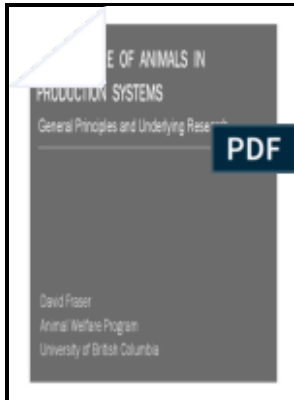 E OF ANIMALS IN
PRODUCTION SYSTEMS
General Principles and Underlying
PDF
David Fraser
Animal Welfare Program
University of British Columbia